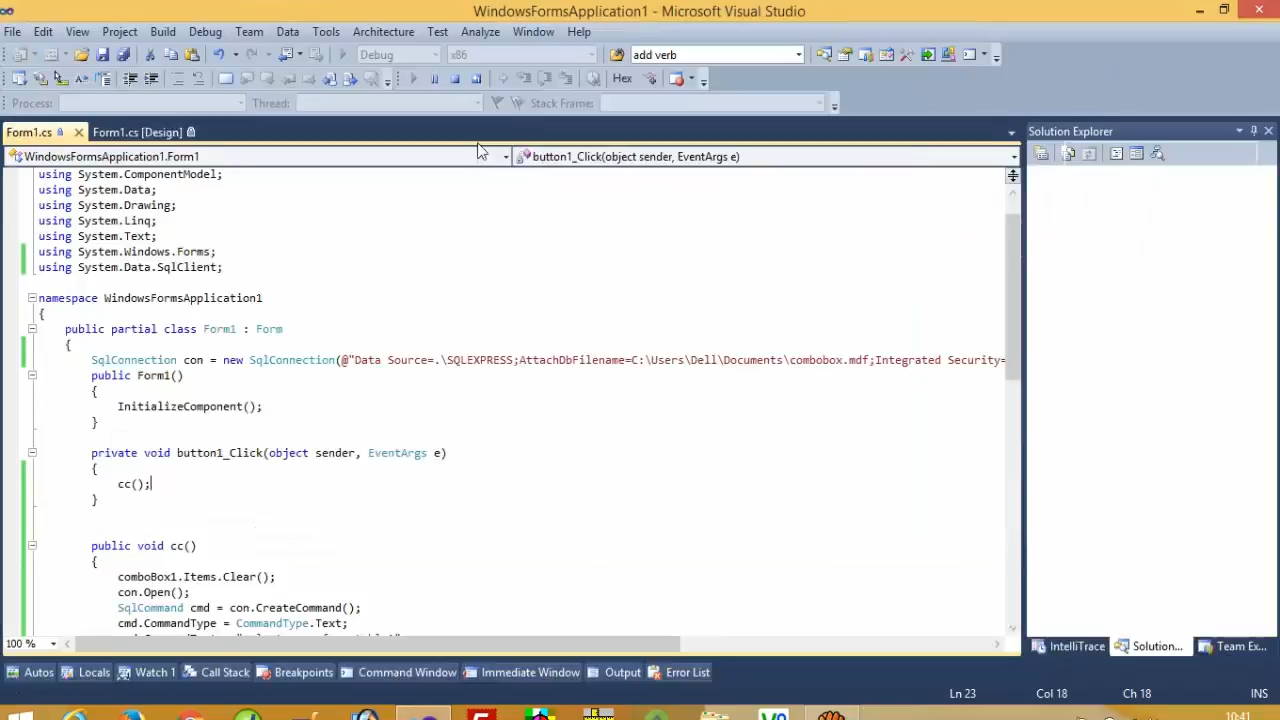 WindowsFormsApplication1 - Microsoft Visual Studio
File Edit View Project Build Debug Team Data Tools Architecture Test Analyze Window Help
Debug x86 add verb
Hex
Process: Thread: Stack Frame:
Form1.cs Form1.cs [Design] Solution Explorer
WindowsFormsApplication1.Form1 button1_Click(object sender, EventArgs e)
using System.ComponentModel;
using System.Data;
using System.Drawing;
using System.Linq;
using System.Text;
using System.Windows.Forms;
using System.Data.SqlClient;
namespace WindowsFormsApplication1
{
public partial class Form1 : Form
{
SqlConnection con = new SqlConnection(@"Data Source=.\SQLEXPRESS;AttachDbFilename=C:\Users\Dell\Documents\combobox.mdf;Integrated Security=
public Form1()
{
InitializeComponent();
}
private void button1_Click(object sender, EventArgs e)
{
cc();
}
public void cc()
{
comboBox1.Items.Clear();
con.Open();
SqlCommand cmd = con.CreateCommand();
cmd.CommandType = CommandType.Text;
100 %
IntelliTrace Solution... Team Ex...
Autos Locals Watch 1 Call Stack Breakpoints Command Window Immediate Window Output Error List
Ln 23 Col 18 Ch 18 INS
10:41